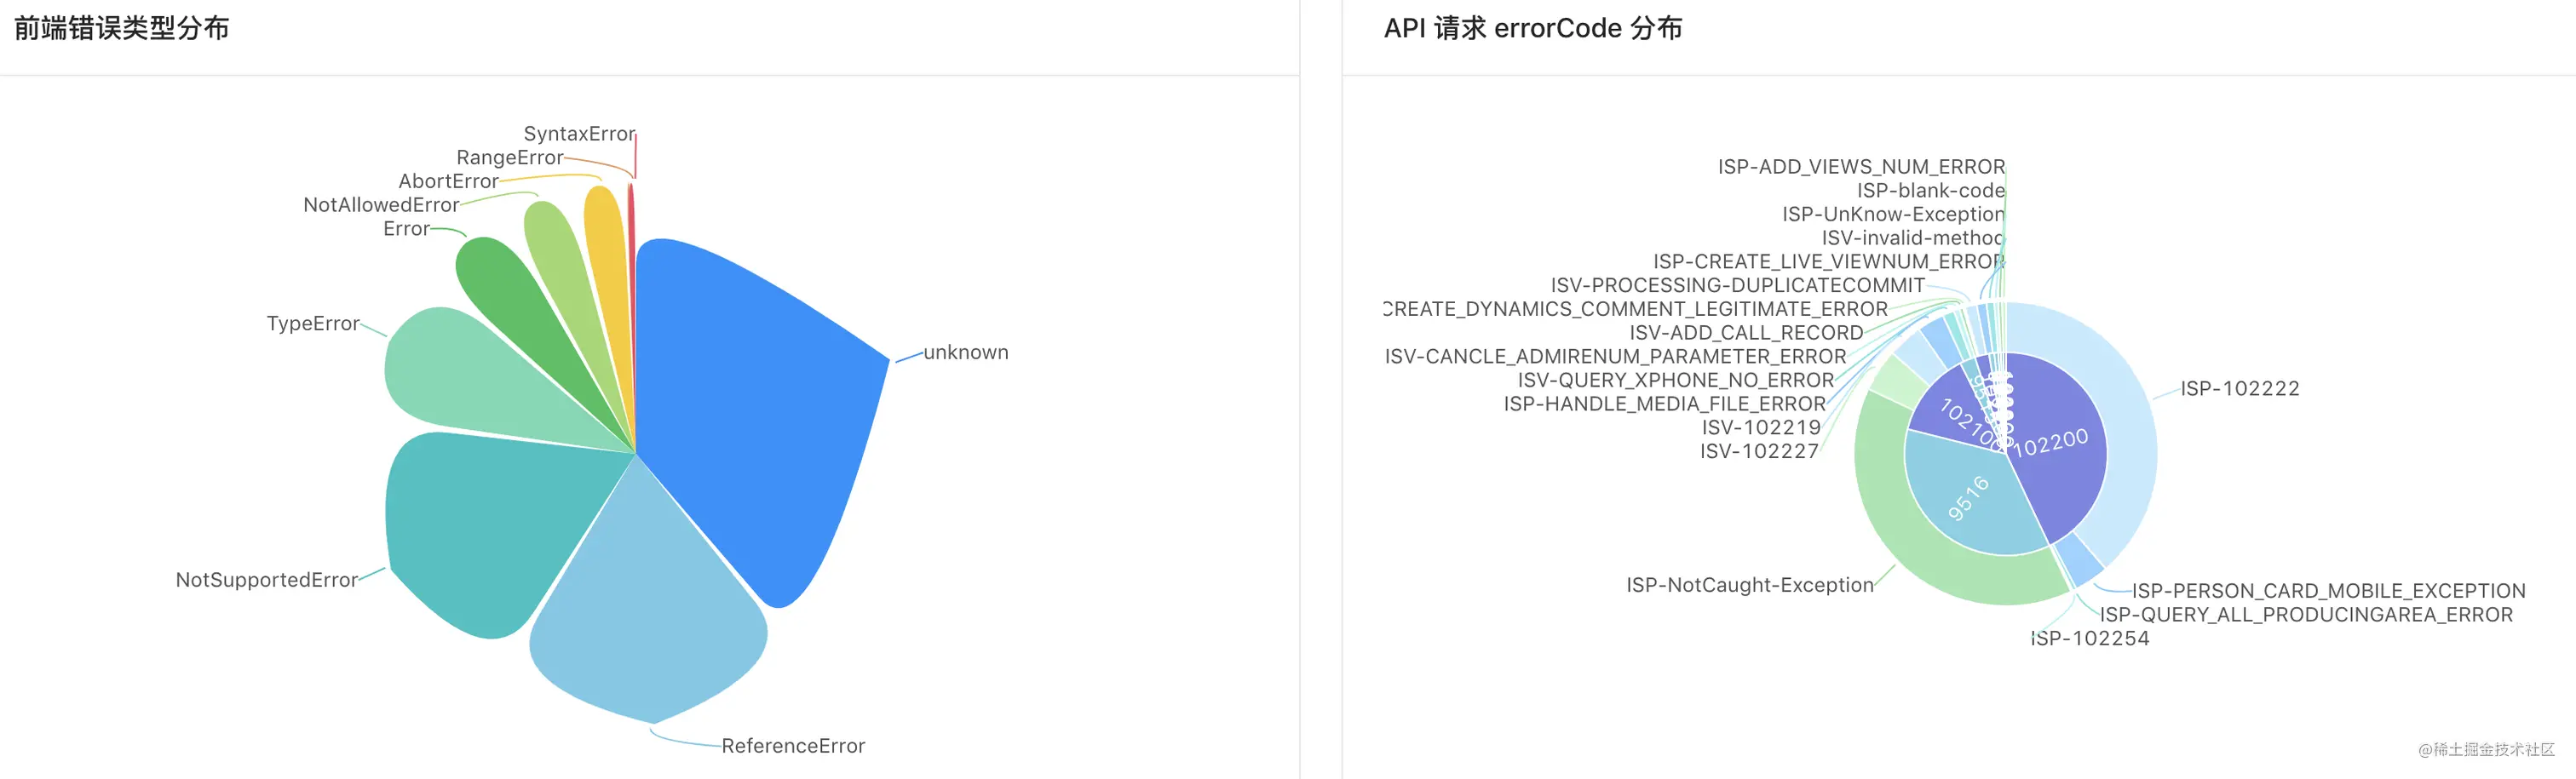 前端错误类型分布
SyntaxError
RangeError
AbortError
NotAllowedError
Error
TypeError
unknown
NotSupportedError
ReferenceError
API 请求 errorCode 分布
ISP-ADD_VIEWS_NUM_ERROR
ISP-blank-code
ISP-UnKnow-Exception
ISV-invalid-method
ISP-CREATE_LIVE_VIEWNUM_ERROR
ISV-PROCESSING-DUPLICATECOMMIT
CREATE_DYNAMICS_COMMENT_LEGITIMATE_ERROR
ISV-ADD_CALL_RECORD
ISV-CANCLE_ADMIRENUM_PARAMETER_ERROR
ISV-QUERY_XPHONE_NO_ERROR
ISP-HANDLE_MEDIA_FILE_ERROR
ISV-102219
ISV-102227
ISP-102222
102200
9516
ISP-NotCaught-Exception
ISP-PERSON_CARD_MOBILE_EXCEPTION
ISP-QUERY_ALL_PRODUCINGAREA_ERROR
ISP-102254
@稀土掘金技术社区